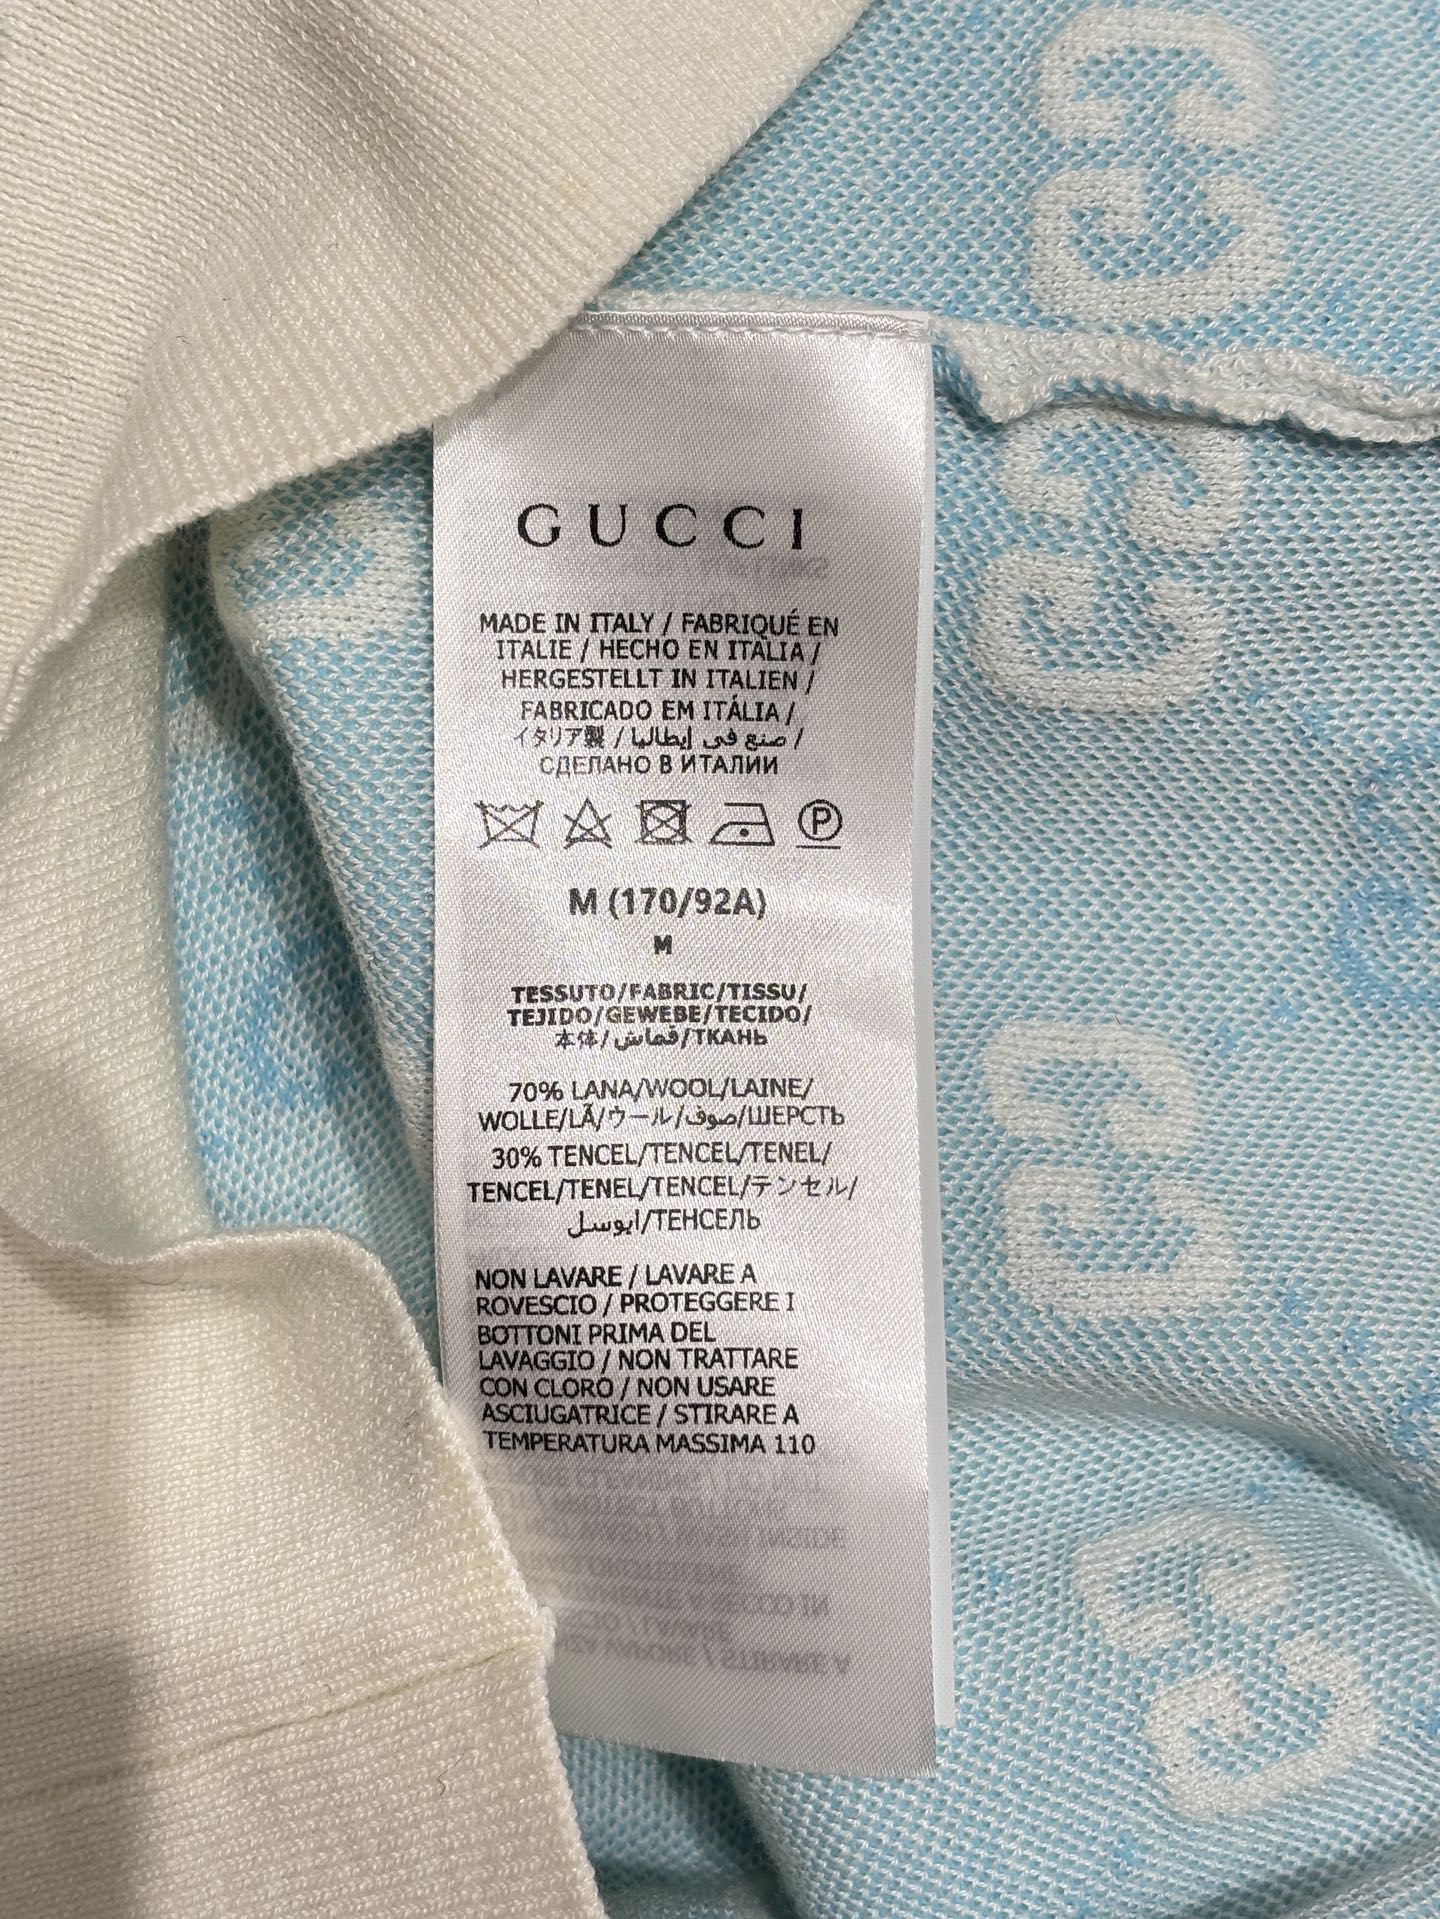 GUCCI
MADE IN ITALY / FABRIQUÉ EN
ITALIE / HECHO EN ITALIA /
HERGESTELLT IN ITALIEN /
FABRICADO EM ITÁLIA /
イタリア製 / صنع في إيطاليا /
СДЕЛАНО В ИТАЛИИ
P
M (170/92A)
M
TESSUTO/FABRIC/TISSU/
TEJIDO/GEWEBE/TECIDO/
本体/قماش/ТКАНЬ
70% LANA/WOOL/LAINE/
WOLLE/LÃ/ウール/صوف/ШЕРСТЬ
30% TENCEL/TENCEL/TENEL/
TENCEL/TENEL/TENCEL/テンセル/
ايوسل/ТЕНСЕЛЬ
NON LAVARE / LAVARE A
ROVESCIO / PROTEGGERE I
BOTTONI PRIMA DEL
LAVAGGIO / NON TRATTARE
CON CLORO / NON USARE
ASCIUGATRICE / STIRARE A
TEMPERATURA MASSIMA 110